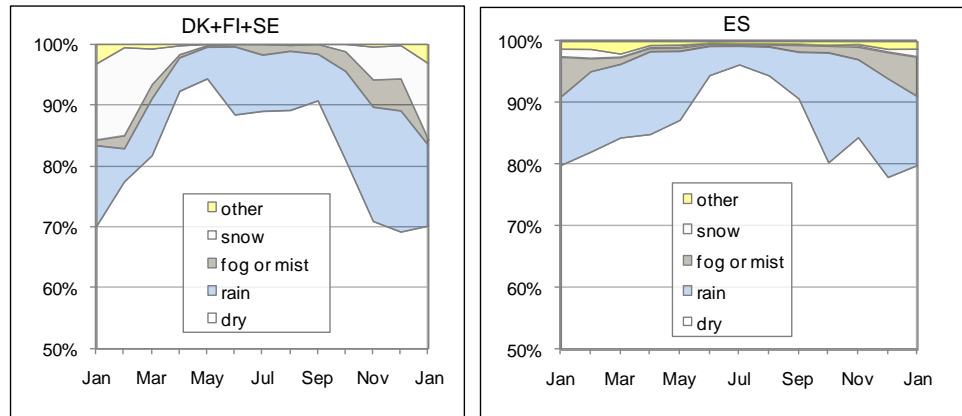 DK+FI+SE
100%
90%
80%
70%
60%
50%
other
snow
fog or mist
rain
dry
Jan Mar May Jul Sep Nov Jan
ES
100%
90%
80%
70%
60%
50%
other
snow
fog or mist
rain
dry
Jan Mar May Jul Sep Nov Jan